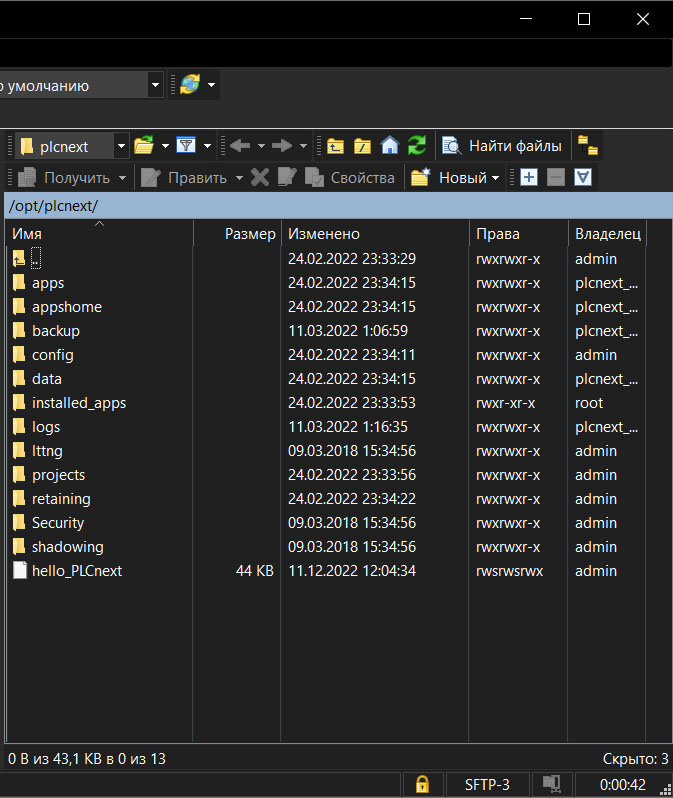 о умолчанию
plcnext
Найти файлы
Получить Править Свойства Новый
/opt/plcnext/
Имя Размер Изменено Права Владелец
.. 24.02.2022 23:33:29 rwxrwxr-x admin
apps 24.02.2022 23:34:15 rwxrwxr-x plcnext_...
appshome 24.02.2022 23:34:15 rwxrwxr-x plcnext_...
backup 11.03.2022 1:06:59 rwxrwxr-x plcnext_...
config 24.02.2022 23:34:11 rwxrwxr-x admin
data 24.02.2022 23:34:15 rwxrwxr-x plcnext_...
installed_apps 24.02.2022 23:33:53 rwxr-xr-x root
logs 11.03.2022 1:16:35 rwxrwxr-x plcnext_...
lttng 09.03.2018 15:34:56 rwxrwxr-x admin
projects 24.02.2022 23:33:56 rwxrwxr-x admin
retaining 24.02.2022 23:34:22 rwxrwxr-x admin
Security 09.03.2018 15:34:56 rwxrwxr-x admin
shadowing 09.03.2018 15:34:56 rwxrwxr-x admin
hello_PLCnext 44 KB 11.12.2022 12:04:34 rwsrwsrwx admin
0 B из 43,1 KB в 0 из 13 Скрыто: 3
SFTP-3 0:00:42